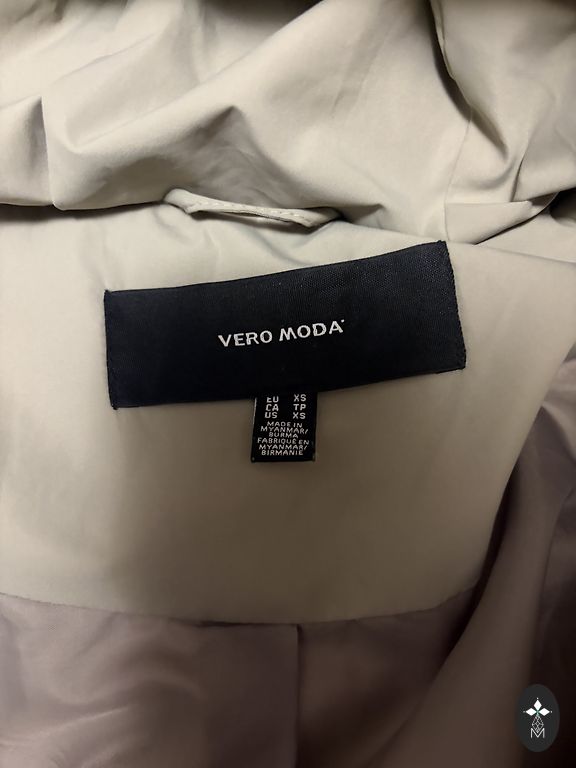 VERO MODA
EU XS
CA TP
US XS
MADE IN
MYANMAR/
BURMA
FABRIQUÉ EN
MYANMAR/
BIRMANIE
M